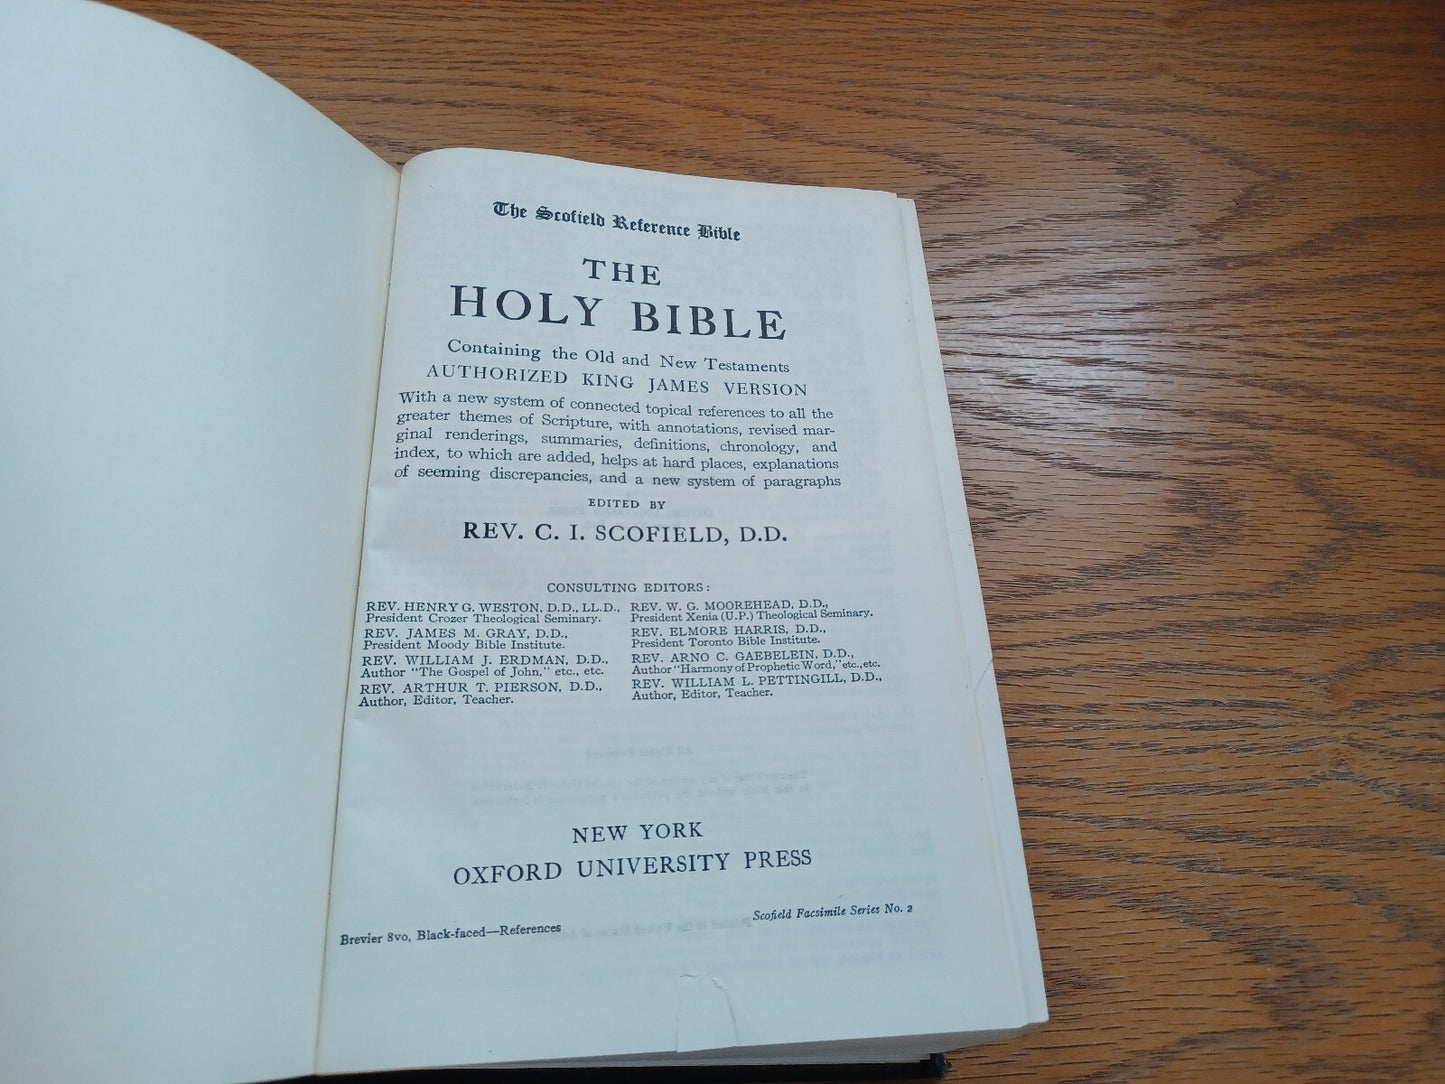 The Scofield Reference Bible
THE
HOLY BIBLE
Containing the Old and New Testaments
AUTHORIZED KING JAMES VERSION
With a new system of connected topical references to all the
greater themes of Scripture, with annotations, revised mar-
ginal renderings, summaries, definitions, chronology, and
index, to which are added, helps at hard places, explanations
of seeming discrepancies, and a new system of paragraphs
EDITED BY
REV. C. I. SCOFIELD, D.D.
CONSULTING EDITORS:
REV. HENRY G. WESTON, D.D., LL.D.,
President Crozer Theological Seminary.
REV. JAMES M. GRAY, D.D.,
President Moody Bible Institute.
REV. WILLIAM J. ERDMAN, D.D.,
Author "The Gospel of John," etc., etc.
REV. ARTHUR T. PIERSON, D.D.,
Author, Editor, Teacher.
REV. W. G. MOOREHEAD, D.D.,
President Xenia (U.P.) Theological Seminary.
REV. ELMORE HARRIS, D.D.,
President Toronto Bible Institute.
REV. ARNO C. GAEBELEIN, D.D.,
Author "Harmony of Prophetic Word," etc., etc.
REV. WILLIAM L. PETTINGILL, D.D.,
Author, Editor, Teacher.
NEW YORK
OXFORD UNIVERSITY PRESS
Scofield Facsimile Series No. 2
Brevier 8vo, Black-faced—References